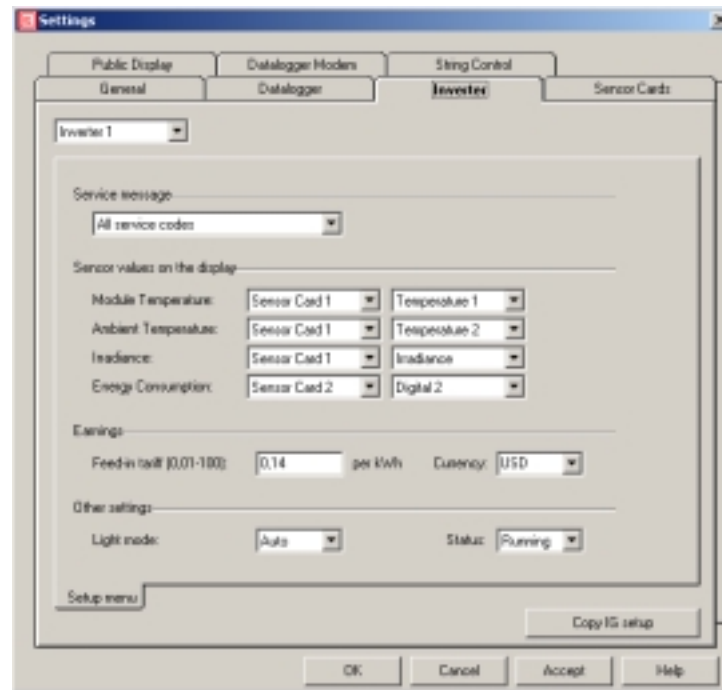 Settings
Public Display Datalogger Modem String Control
General Datalogger Inverter Sensor Cards
Inverter 1
Service message
All service codes
Sensor values on the display
Module Temperature: Sensor Card 1 Temperature 1
Ambient Temperature: Sensor Card 1 Temperature 2
Irradiance: Sensor Card 1 Irradiance
Energy Consumption: Sensor Card 2 Digital 2
Earnings
Feed-in tariff (0,01-100): 0,14 per kWh Currency: USD
Other settings
Light mode: Auto Status: Running
Setup menu
Copy IG setup
OK Cancel Accept Help